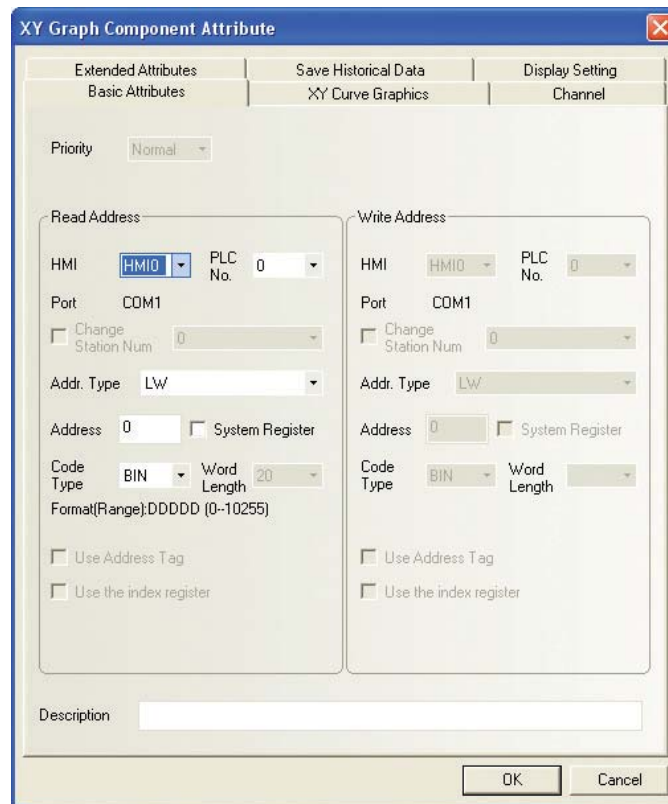 XY Graph Component Attribute
Extended Attributes Save Historical Data Display Setting
Basic Attributes XY Curve Graphics Channel
Priority Normal
Read Address
HMI HMI0 PLC No. 0
Port COM1
Change Station Num 0
Addr. Type LW
Address 0 System Register
Code Type BIN Word Length 20
Format(Range):DDDDD (0--10255)
Use Address Tag
Use the index register
Write Address
HMI HMI0 PLC No. 0
Port COM1
Change Station Num 0
Addr. Type LW
Address 0 System Register
Code Type BIN Word Length
Use Address Tag
Use the index register
Description
OK Cancel